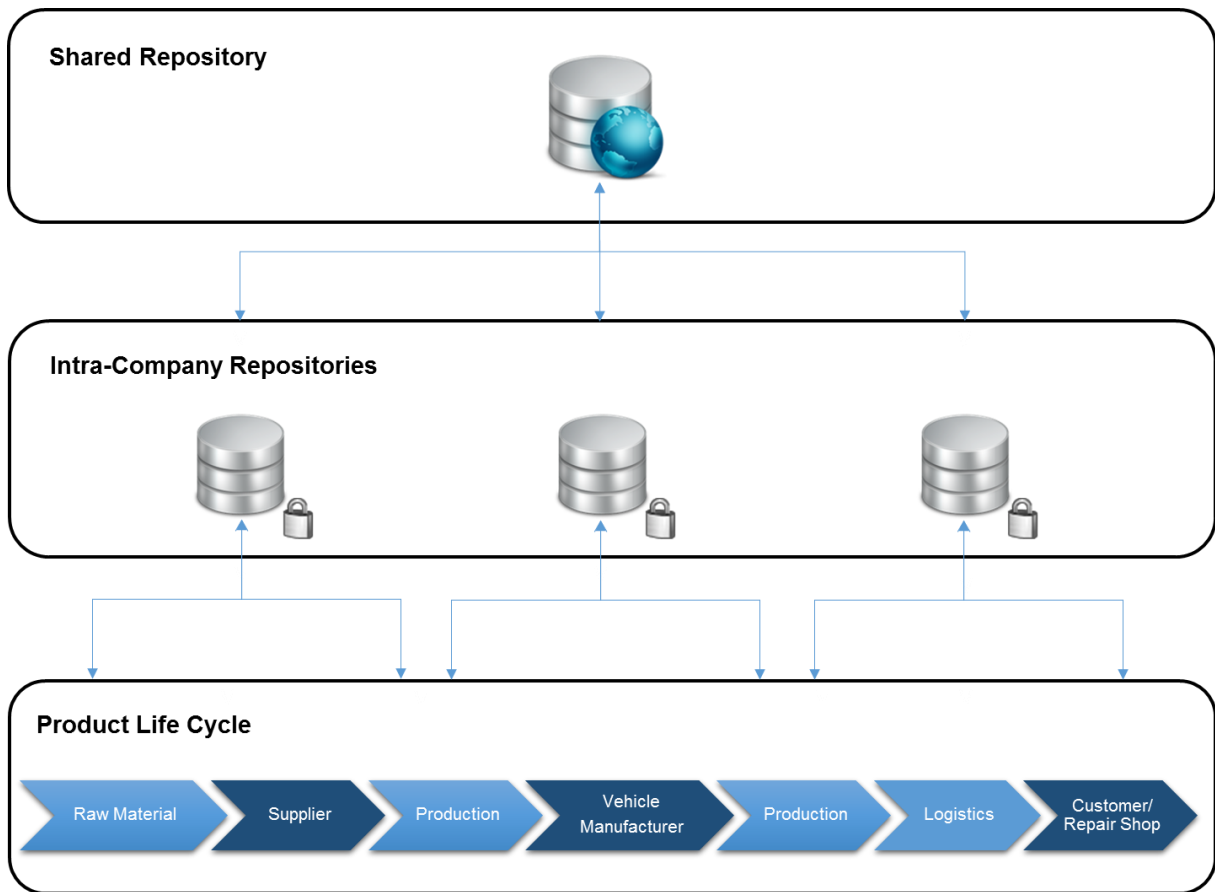 Shared Repository
Intra-Company Repositories
Product Life Cycle
Raw Material
Supplier
Production
Vehicle
Manufacturer
Production
Logistics
Customer/
Repair Shop